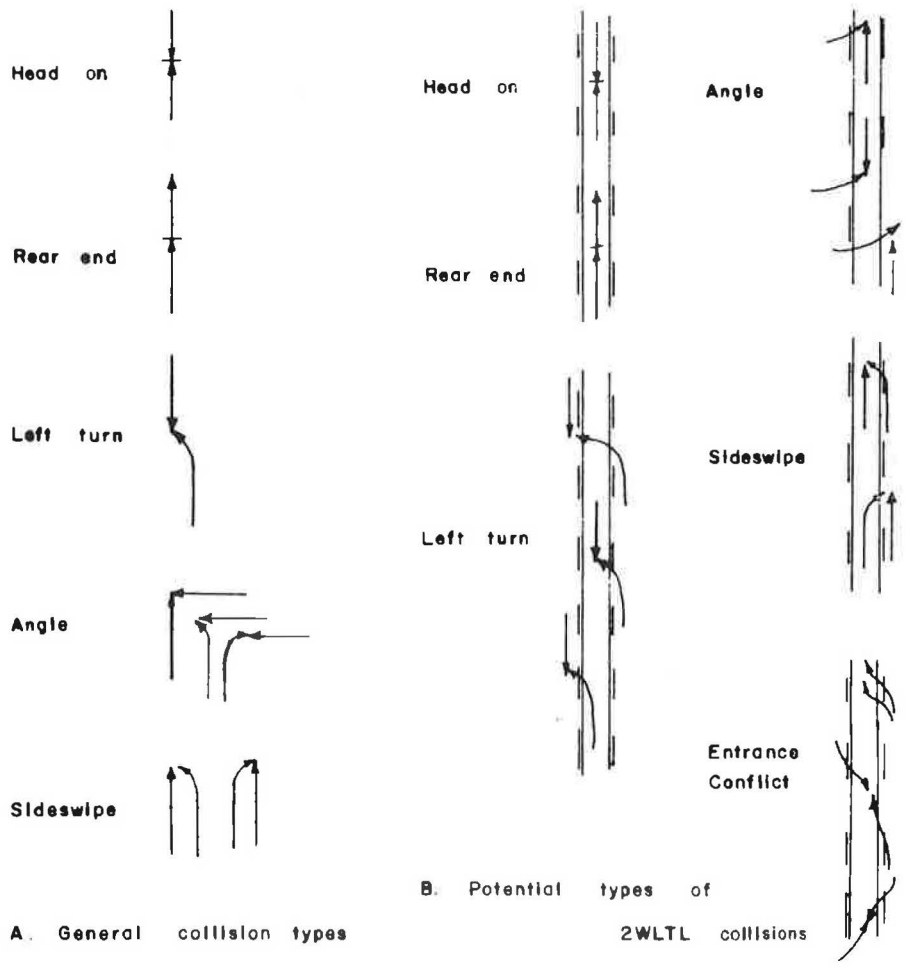 Head on
Rear end
Left turn
Angle
Sideswipe
A. General collision types
Head on
Rear end
Left turn
Angle
Sideswipe
Entrance
Conflict
B. Potential types of
2WLTL collisions